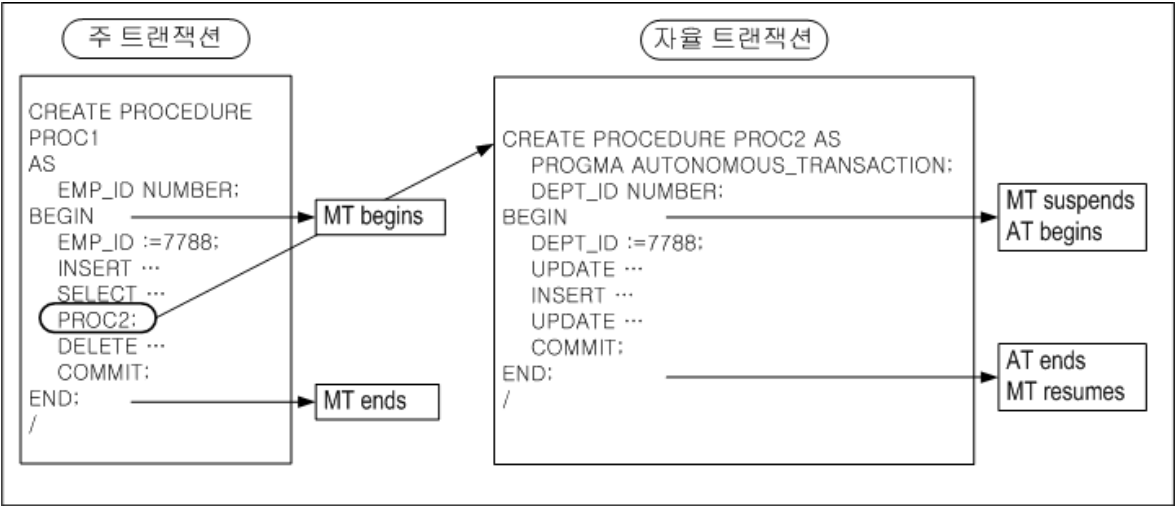 주 트랜잭션
CREATE PROCEDURE
PROC1
AS
EMP_ID NUMBER;
BEGIN
EMP_ID :=7788;
INSERT ⋯
SELECT ⋯
PROC2;
DELETE ⋯
COMMIT;
END;
/
MT begins
MT ends
자율 트랜잭션
CREATE PROCEDURE PROC2 AS
PROGMA AUTONOMOUS_TRANSACTION;
DEPT_ID NUMBER;
BEGIN
DEPT_ID :=7788;
UPDATE ⋯
INSERT ⋯
UPDATE ⋯
COMMIT;
END;
/
MT suspends
AT begins
AT ends
MT resumes